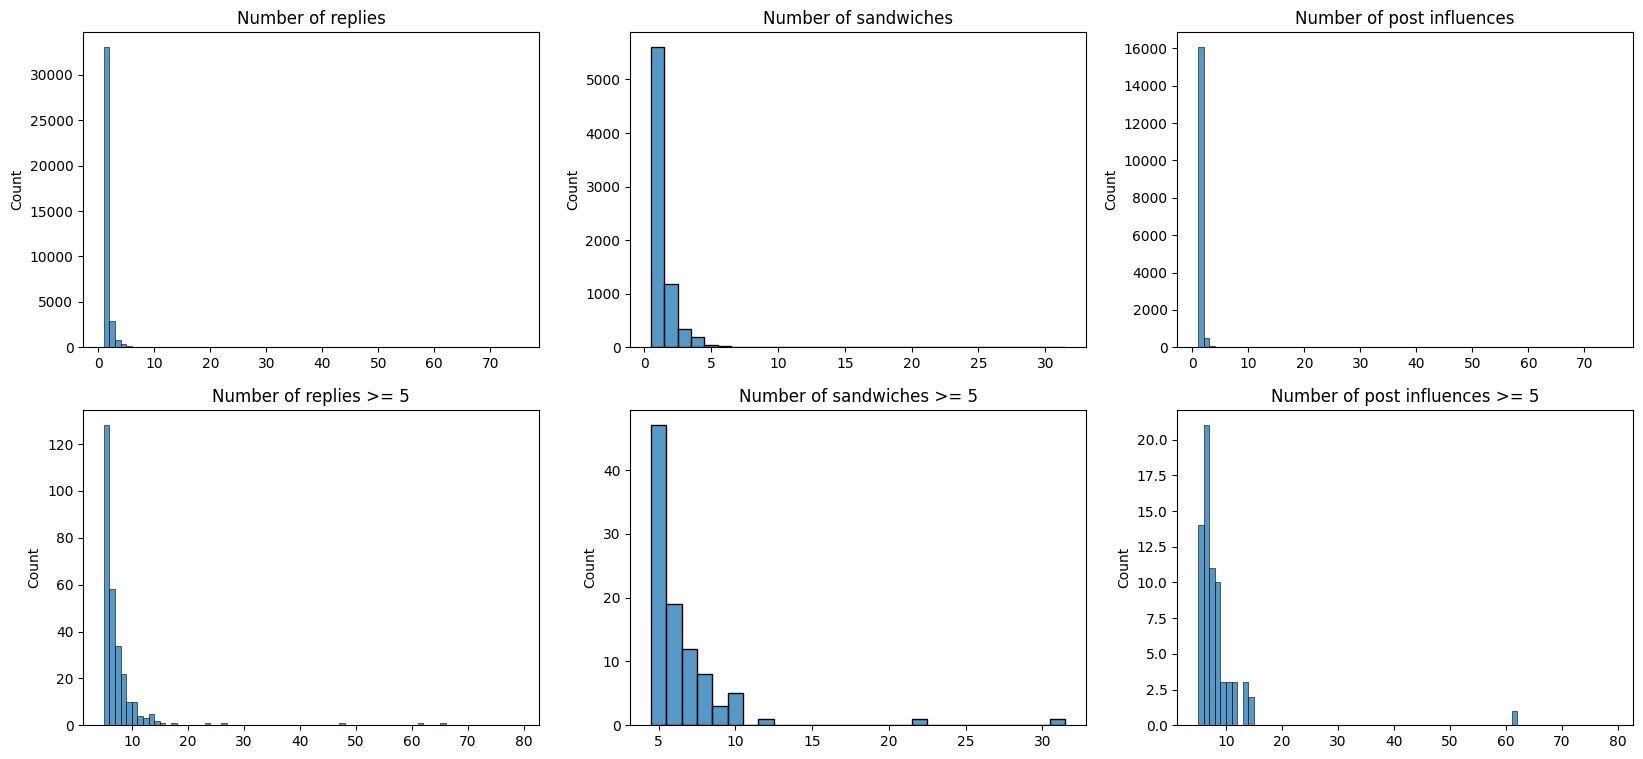 Number of replies
Count
30000
25000
20000
15000
10000
5000
0
0 10 20 30 40 50 60 70
Number of sandwiches
Count
5000
4000
3000
2000
1000
0
0 5 10 15 20 25 30
Number of post influences
Count
16000
14000
12000
10000
8000
6000
4000
2000
0
0 10 20 30 40 50 60 70
Number of replies >= 5
Count
120
100
80
60
40
20
0
10 20 30 40 50 60 70 80
Number of sandwiches >= 5
Count
40
30
20
10
0
5 10 15 20 25 30
Number of post influences >= 5
Count
20.0
17.5
15.0
12.5
10.0
7.5
5.0
2.5
0.0
10 20 30 40 50 60 70 80